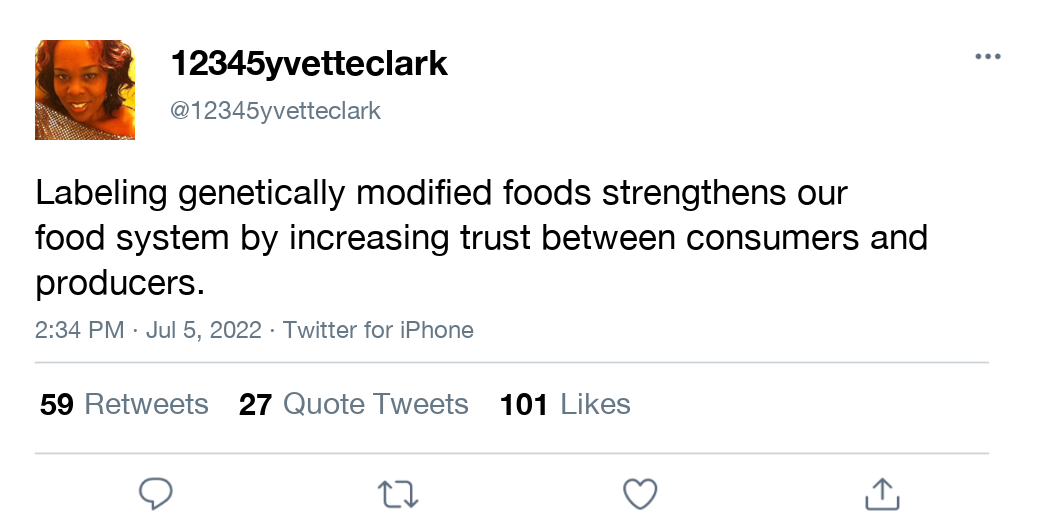 12345yvetteclark
@12345yvetteclark
Labeling genetically modified foods strengthens our
food system by increasing trust between consumers and
producers.
2:34 PM · Jul 5, 2022 · Twitter for iPhone
59 Retweets 27 Quote Tweets 101 Likes